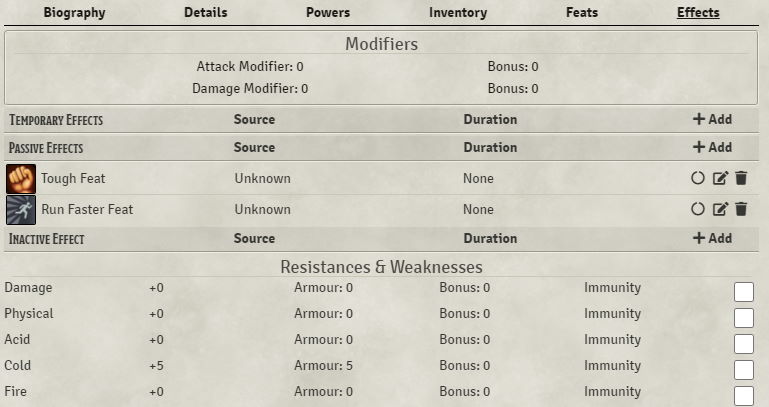 Biography Details Powers Inventory Feats Effects
Modifiers
Attack Modifier: 0 Bonus: 0
Damage Modifier: 0 Bonus: 0
Temporary Effects Source Duration + Add
Passive Effects Source Duration + Add
Tough Feat Unknown None
Run Faster Feat Unknown None
Inactive Effect Source Duration + Add
Resistances & Weaknesses
Damage +0 Armour: 0 Bonus: 0 Immunity
Physical +0 Armour: 0 Bonus: 0 Immunity
Acid +0 Armour: 0 Bonus: 0 Immunity
Cold +5 Armour: 5 Bonus: 0 Immunity
Fire +0 Armour: 0 Bonus: 0 Immunity